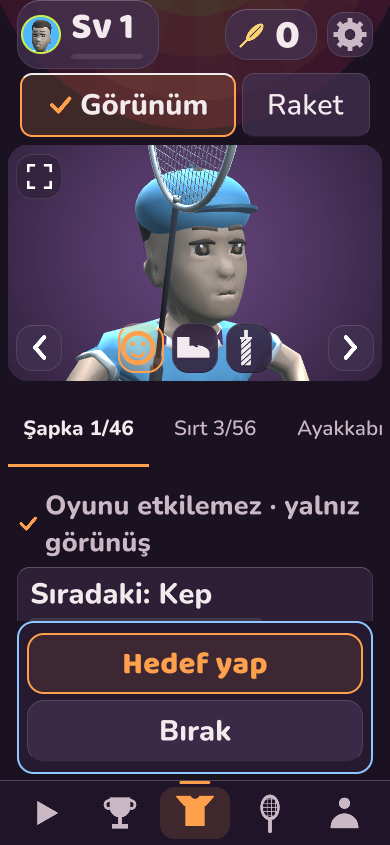 Sv 1
0
Görünüm
Raket
Şapka 1/46
Sırt 3/56
Ayakkabı
Oyunu etkilemez · yalnız
görünüş
Sıradaki: Kep
Hedef yap
Bırak